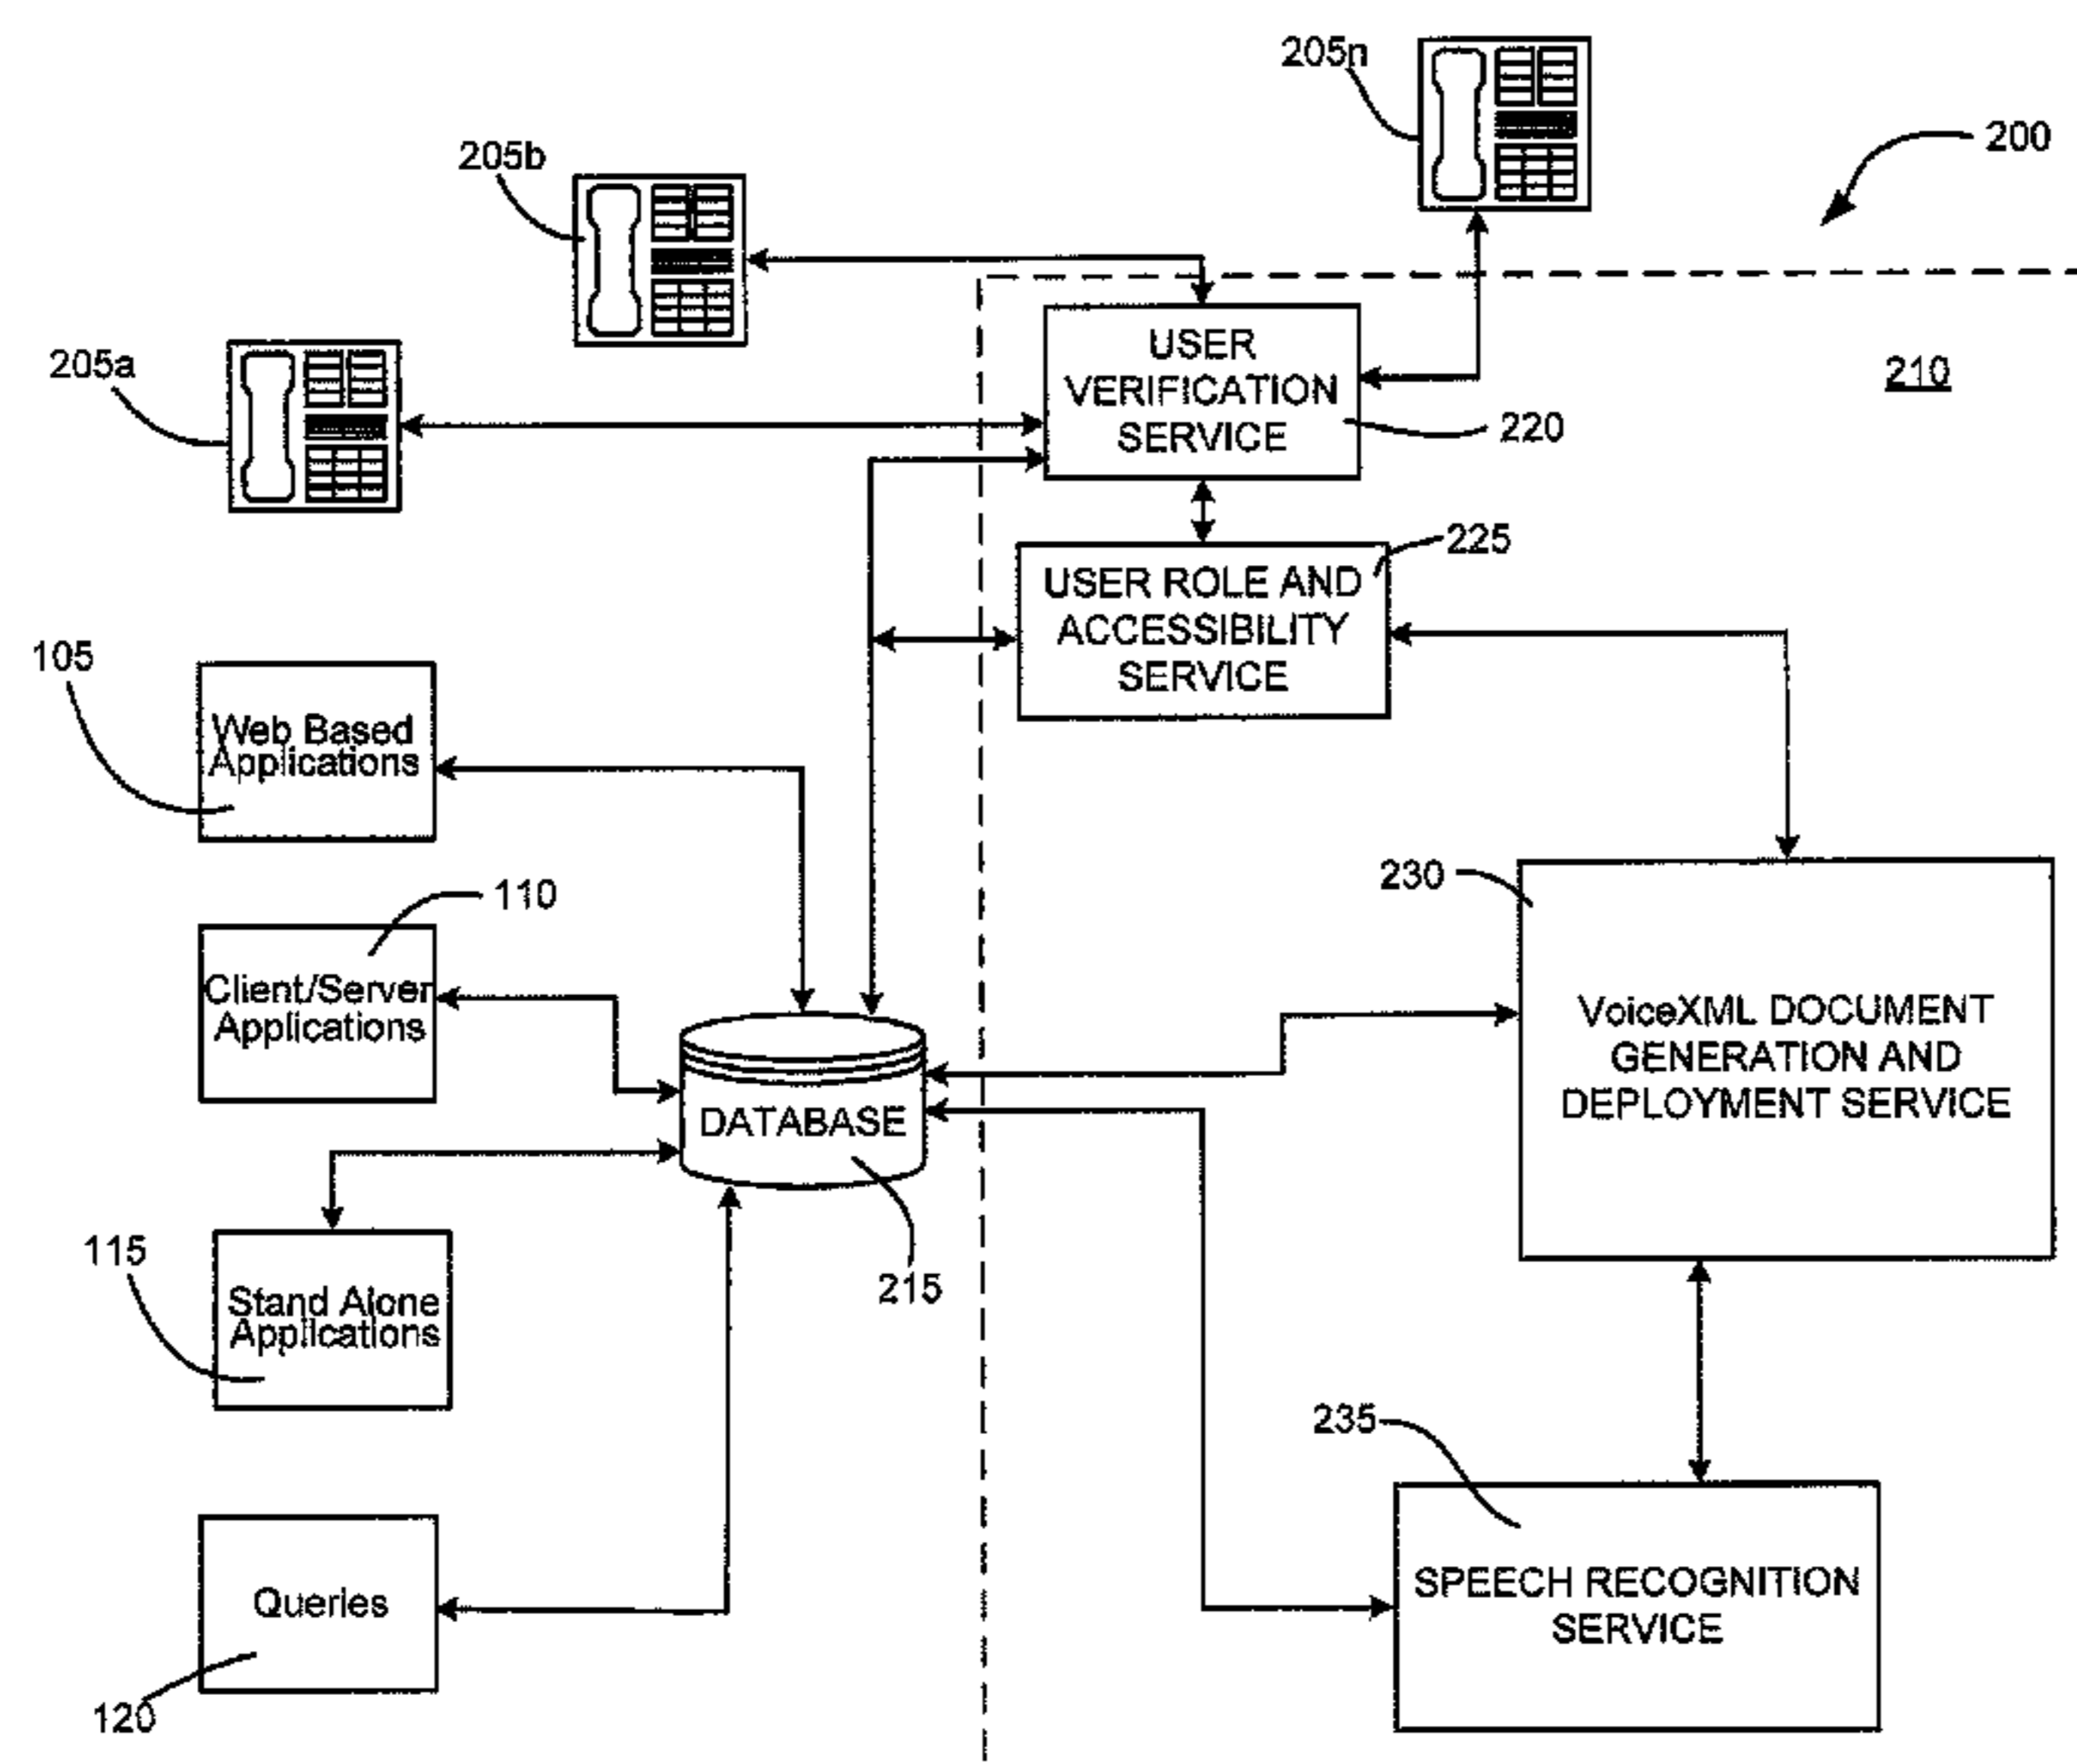 205n
200
205b
205a
USER
VERIFICATION
SERVICE
210
220
225
USER ROLE AND
ACCESSIBILITY
SERVICE
105
Web Based
Applications
110
230
Client/Server
Applications
VoiceXML DOCUMENT
GENERATION AND
DEPLOYMENT SERVICE
DATABASE
115
215
Stand Alone
Applications
235
SPEECH RECOGNITION
SERVICE
Queries
120